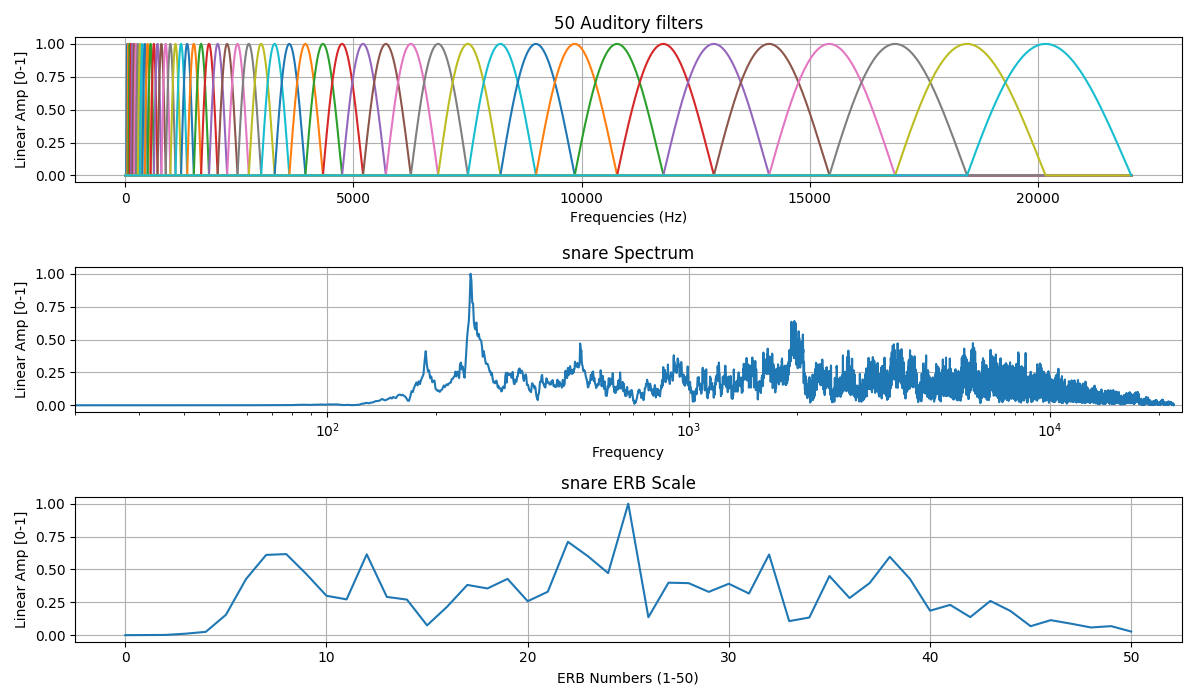 50 Auditory filters
Linear Amp [0-1]
1.00
0.75
0.50
0.25
0.00
0 5000 10000 15000 20000
Frequencies (Hz)
snare Spectrum
Linear Amp [0-1]
1.00
0.75
0.50
0.25
0.00
10² 10³ 10⁴
Frequency
snare ERB Scale
Linear Amp [0-1]
1.00
0.75
0.50
0.25
0.00
0 10 20 30 40 50
ERB Numbers (1-50)